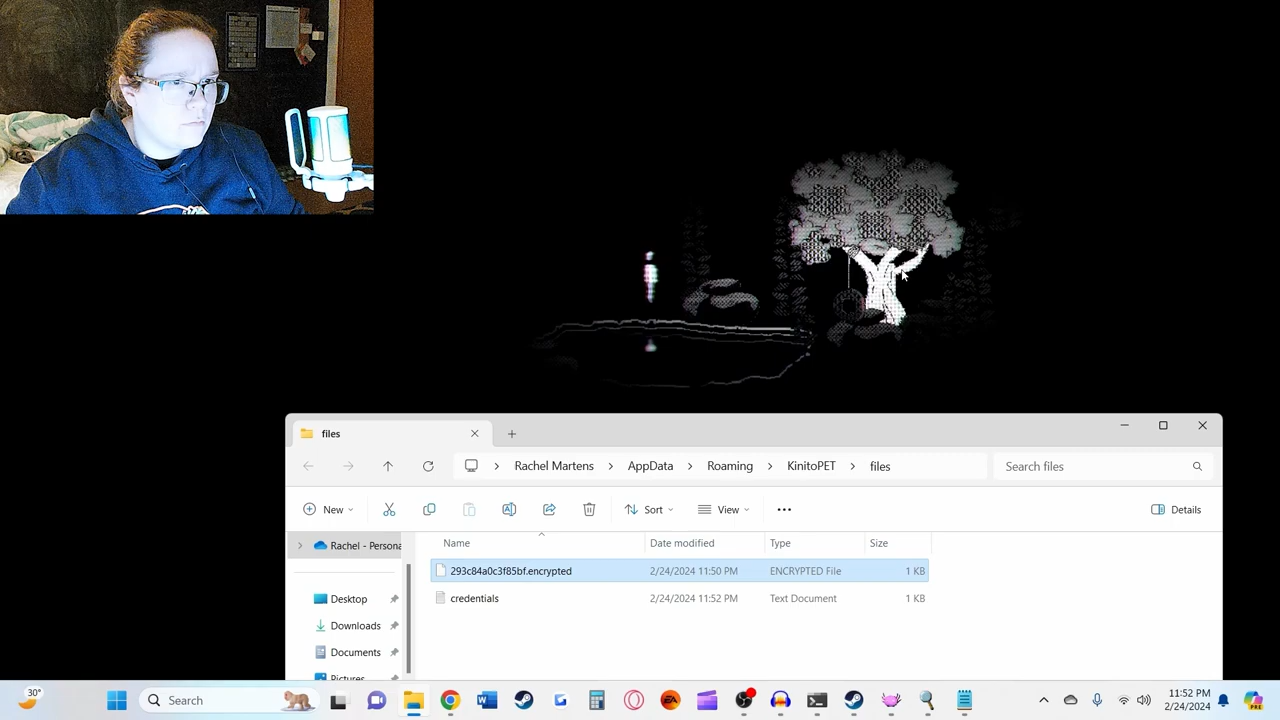 files
Rachel Martens > AppData > Roaming > KinitoPET > files
Search files
New
Sort
View
Details
Rachel - Persona
Name
Date modified
Type
Size
293c84a0c3f85bf.encrypted
2/24/2024 11:50 PM
ENCRYPTED File
1 KB
credentials
2/24/2024 11:52 PM
Text Document
1 KB
Desktop
Downloads
Documents
Pictures
30°
Search
11:52 PM
2/24/2024
PRE